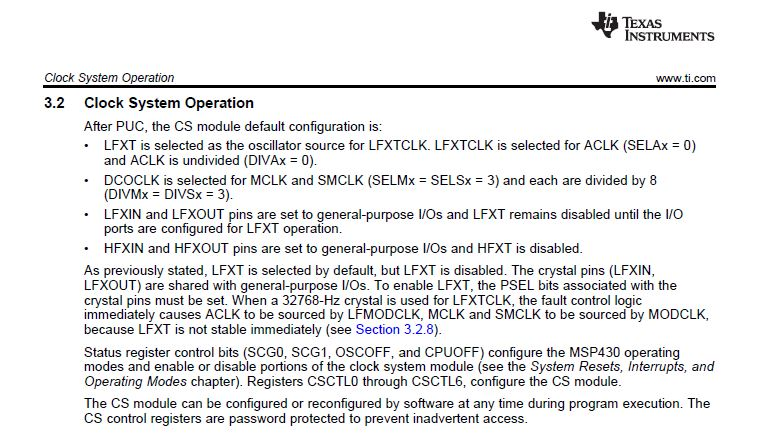 TEXAS
INSTRUMENTS
Clock System Operation www.ti.com
3.2 Clock System Operation
After PUC, the CS module default configuration is:
• LFXT is selected as the oscillator source for LFXTCLK. LFXTCLK is selected for ACLK (SELAx = 0)
and ACLK is undivided (DIVAx = 0).
• DCOCLK is selected for MCLK and SMCLK (SELMx = SELSx = 3) and each are divided by 8
(DIVMx = DIVSx = 3).
• LFXIN and LFXOUT pins are set to general-purpose I/Os and LFXT remains disabled until the I/O
ports are configured for LFXT operation.
• HFXIN and HFXOUT pins are set to general-purpose I/Os and HFXT is disabled.
As previously stated, LFXT is selected by default, but LFXT is disabled. The crystal pins (LFXIN,
LFXOUT) are shared with general-purpose I/Os. To enable LFXT, the PSEL bits associated with the
crystal pins must be set. When a 32768-Hz crystal is used for LFXTCLK, the fault control logic
immediately causes ACLK to be sourced by LFMODCLK, MCLK and SMCLK to be sourced by MODCLK,
because LFXT is not stable immediately (see Section 3.2.8).
Status register control bits (SCG0, SCG1, OSCOFF, and CPUOFF) configure the MSP430 operating
modes and enable or disable portions of the clock system module (see the System Resets, Interrupts, and
Operating Modes chapter). Registers CSCTL0 through CSCTL6, configure the CS module.
The CS module can be configured or reconfigured by software at any time during program execution. The
CS control registers are password protected to prevent inadvertent access.